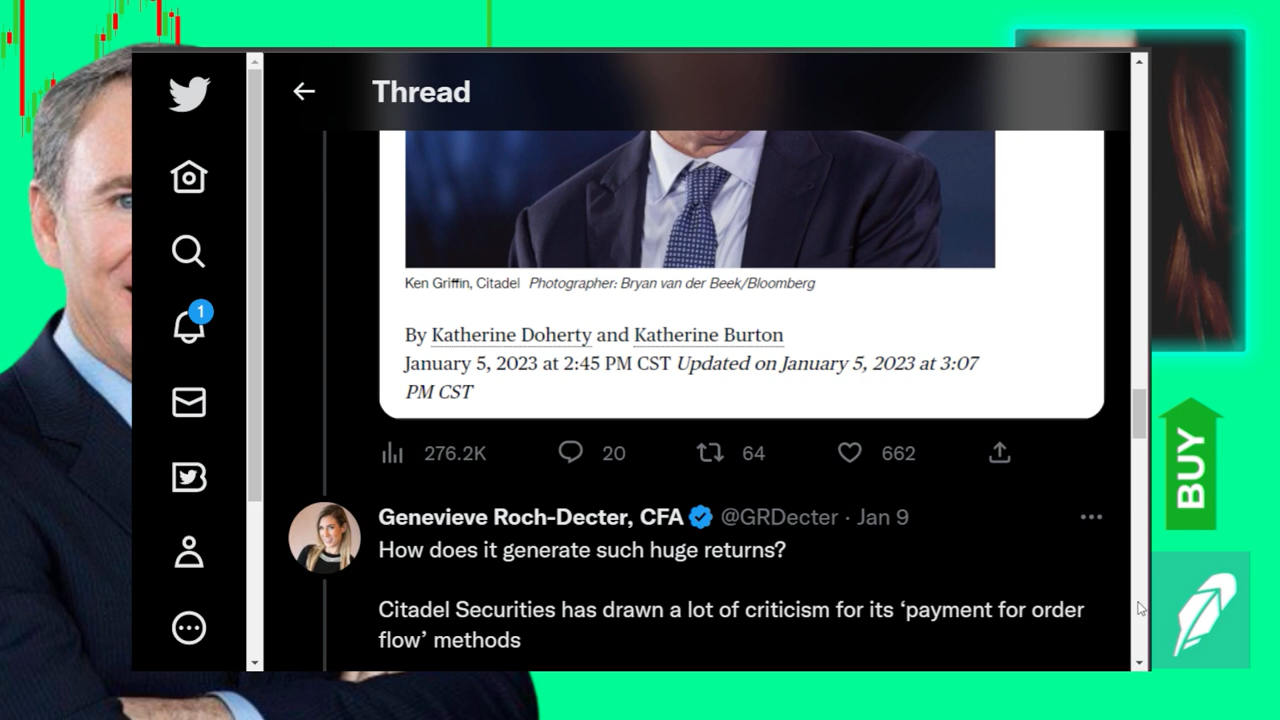 Thread
Ken Griffin, Citadel Photographer: Bryan van der Beek/Bloomberg
By Katherine Doherty and Katherine Burton
January 5, 2023 at 2:45 PM CST Updated on January 5, 2023 at 3:07
PM CST
276.2K 20 64 662
1
Genevieve Roch-Decter, CFA @GRDecter · Jan 9
How does it generate such huge returns?
Citadel Securities has drawn a lot of criticism for its ‘payment for order
flow’ methods
BUY